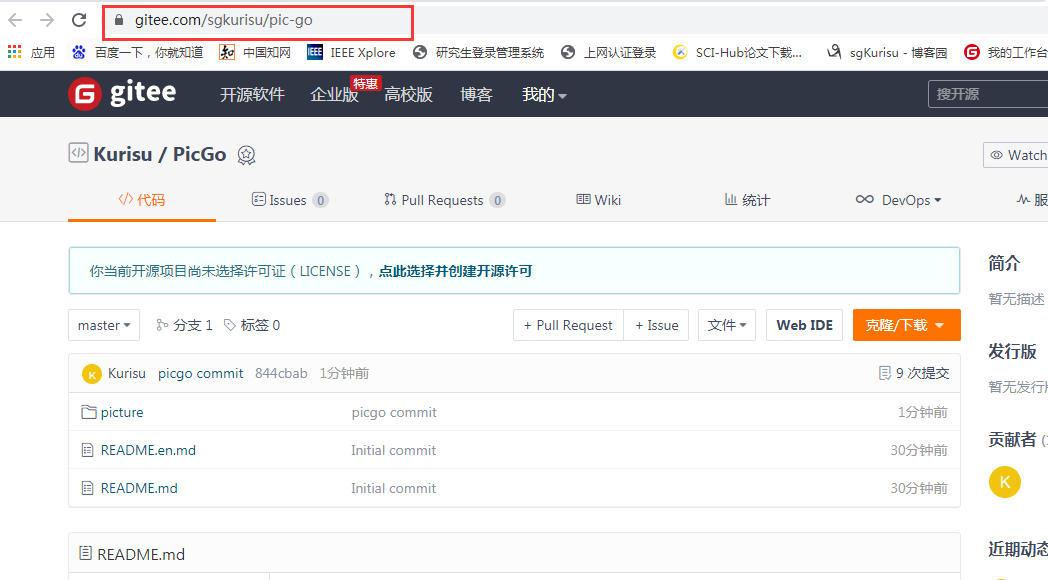 gitee.com/sgkurisu/pic-go
应用 百度一下，你就知道 中国知网 IEEE IEEE Xplore 研究生登录管理系统 上网认证登录 SCI-Hub论文下载... sgKurisu - 博客园 我的工作台
gitee 开源软件 企业版 特惠 高校版 博客 我的 搜开源
Kurisu / PicGo Watch
代码 Issues 0 Pull Requests 0 Wiki 统计 DevOps 服
你当前开源项目尚未选择许可证（LICENSE），点此选择并创建开源许可
简介
暂无描述
master 分支 1 标签 0 + Pull Request + Issue 文件 Web IDE 克隆/下载
发行版
K Kurisu picgo commit 844cbab 1分钟前 9 次提交
暂无发行版
picture picgo commit 1分钟前
贡献者
README.en.md Initial commit 30分钟前
K
README.md Initial commit 30分钟前
近期动态
README.md